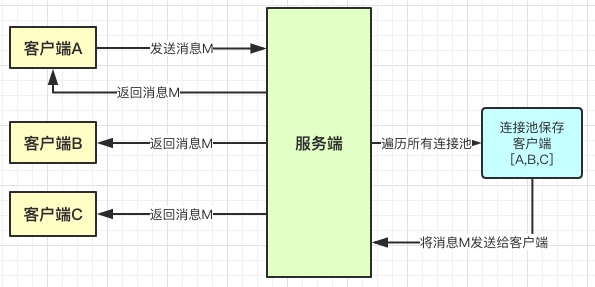 客户端A
发送消息M
返回消息M
客户端B
返回消息M
客户端C
返回消息M
服务端
遍历所有连接池
连接池保存
客户端
[A,B,C]
将消息M发送给客户端